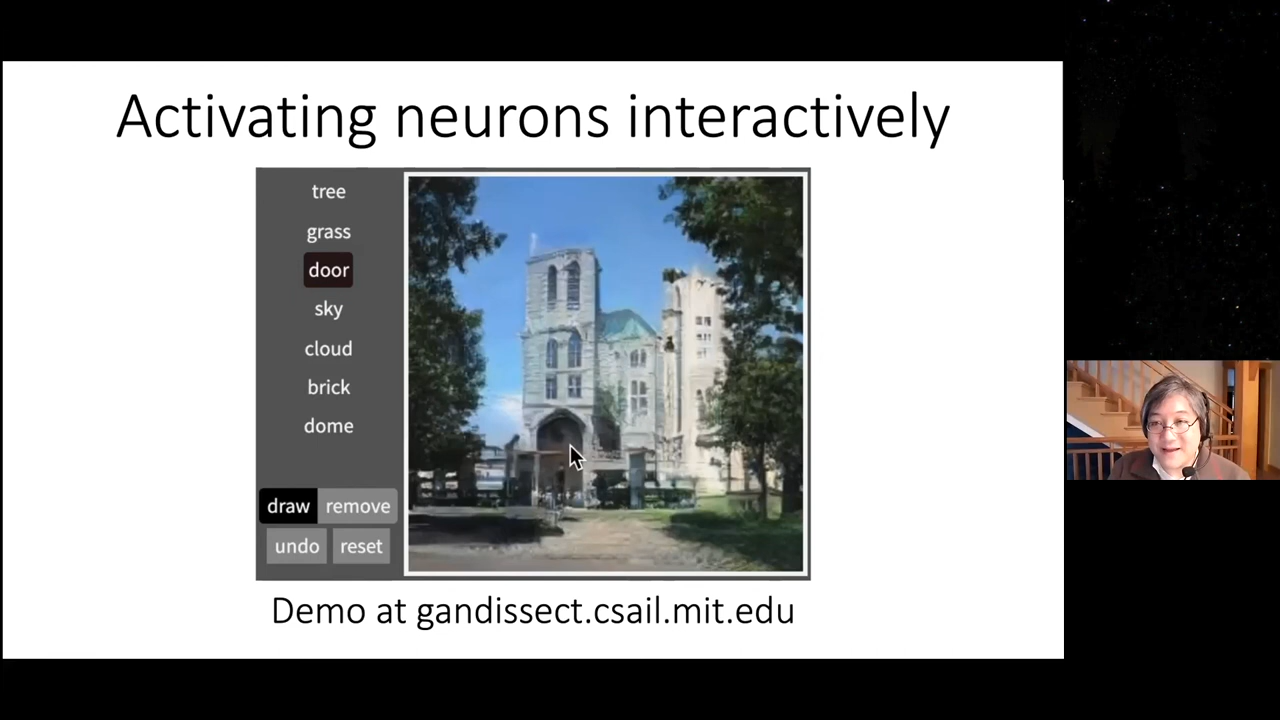 Activating neurons interactively
tree
grass
door
sky
cloud
brick
dome
draw remove
undo reset
Demo at gandissect.csail.mit.edu